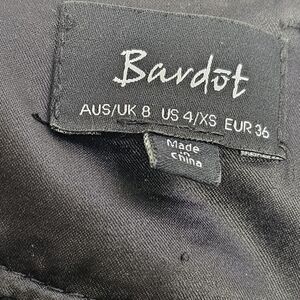 Bardot
AUS/UK 8 US 4/XS EUR 36
Made
in
China